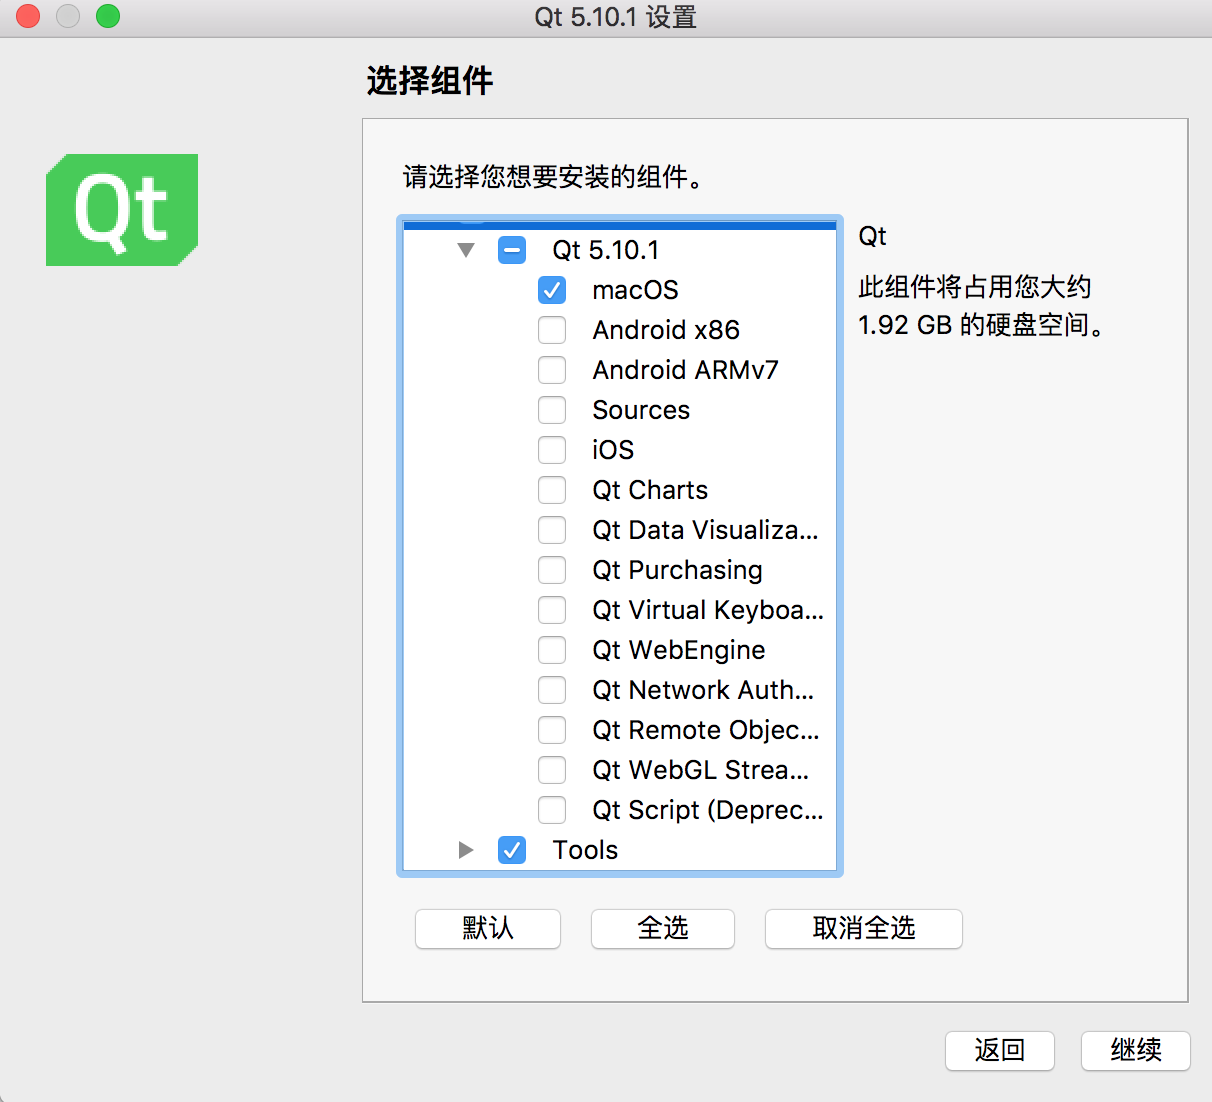 Qt 5.10.1 设置
选择组件
Qt
请选择您想要安装的组件。
Qt 5.10.1
macOS
Android x86
Android ARMv7
Sources
iOS
Qt Charts
Qt Data Visualiza...
Qt Purchasing
Qt Virtual Keyboa...
Qt WebEngine
Qt Network Auth...
Qt Remote Objec...
Qt WebGL Strea...
Qt Script (Deprec...
Tools
Qt
此组件将占用您大约
1.92 GB 的硬盘空间。
默认
全选
取消全选
返回
继续